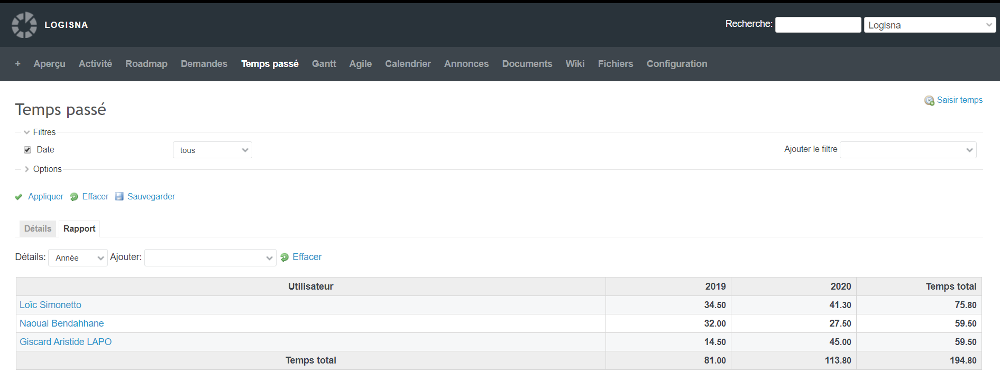 LOGISNA
Recherche: Logisna
+ Aperçu Activité Roadmap Demandes Temps passé Gantt Agile Calendrier Annonces Documents Wiki Fichiers Configuration
Saisir temps
Temps passé
Filtres
Date tous Ajouter le filtre
Options
Appliquer Effacer Sauvegarder
Détails Rapport
Détails: Année Ajouter: Effacer
Utilisateur 2019 2020 Temps total
Loïc Simonetto 34.50 41.30 75.80
Naoual Bendahhane 32.00 27.50 59.50
Giscard Aristide LAPO 14.50 45.00 59.50
Temps total 81.00 113.80 194.80